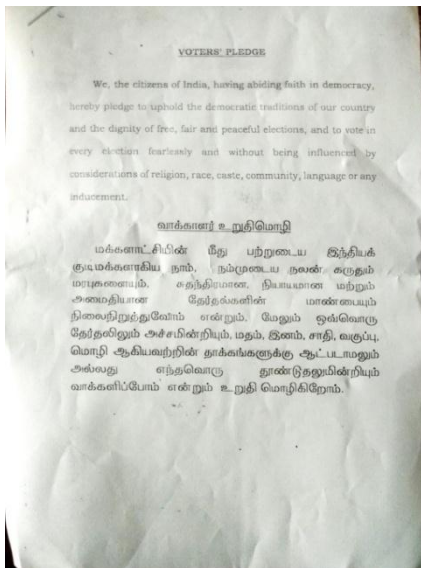 VOTERS' PLEDGE
We, the citizens of India, having abiding faith in democracy,
hereby pledge to uphold the democratic traditions of our country
and the dignity of free, fair and peaceful elections, and to vote in
every election fearlessly and without being influenced by
considerations of religion, race, caste, community, language or any
inducement.
வாக்காளர் உறுதிமொழி
மக்களாட்சியின் மீது பற்றுடைய இந்தியக்
குடிமக்களாகிய நாம், நம்முடைய நலன் கருதும்
மரபுகளையும், சுதந்திரமான, நியாயமான மற்றும்
அமைதியான தேர்தல்களின் மாண்பையும்
நிலைநிறுத்துவோம் என்றும், மேலும் ஒவ்வொரு
தேர்தலிலும் அச்சமின்றியும், மதம், இனம், சாதி, வகுப்பு,
மொழி ஆகியவற்றின் தாக்கங்களுக்கு ஆட்படாமலும்
அல்லது எந்தவொரு தூண்டுதலுமின்றியும்
வாக்களிப்போம் என்றும் உறுதி மொழிகிறோம்.